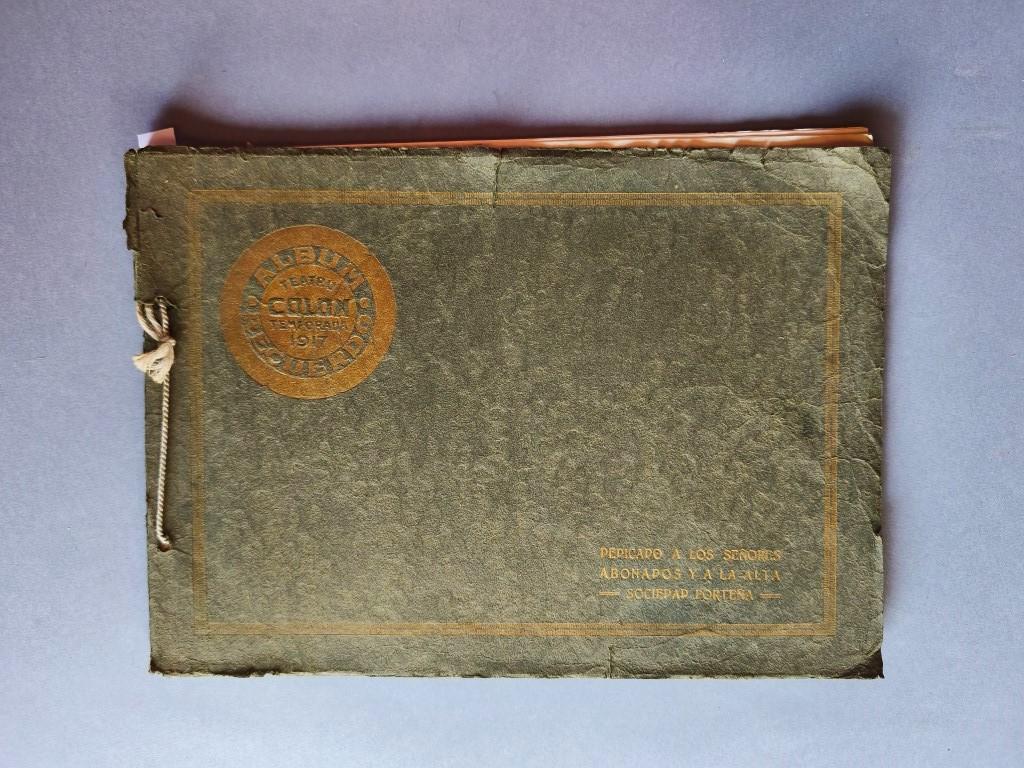 ALBUM
TEATRO
COLON
TEMPORADA
1917
DEDICADO A LOS SEÑORES
ABONADOS Y A LA ALTA
SOCIEDAD PORTEÑA